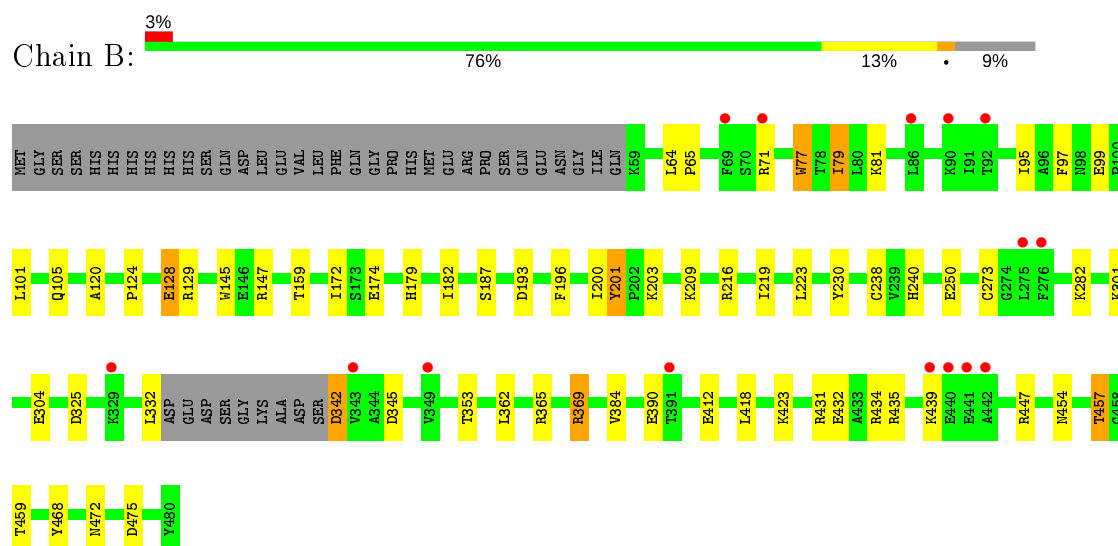 3%
Chain B:
76% 13% • 9%
MET GLY SER SER HIS HIS HIS HIS HIS HIS HIS SER GLN ASP LEU GLU VAL LEU PHE GLN GLY PRO HIS MET GLU ARG PRO SER GLN GLU ASN GLY ILE GLN K59 L64 P65 F69 S70 R71 W77 T78 I79 L80 K81 L86 K90 I91 T92 I95 A96 F97 N98 E99
L101 Q105 A120 P124 E128 R129 W145 E146 R147 T159 I172 S173 E174 H179 I182 S187 D193 F196 I200 Y201 P202 K203 K209 R216 I219 L223 Y230 C238 V239 H240 E250 C273 G274 L275 F276 K282
E304 D325 K329 L332 ASP GLU ASP SER GLY LYS ALA ASP SER D342 V343 A344 D345 V349 T353 L362 R365 R369 V384 E390 T391 E412 L418 K423 R431 E432 A433 R434 R435 K439 E440 E441 A442 R447 N454 T457
T459 Y468 N472 D475 Y480